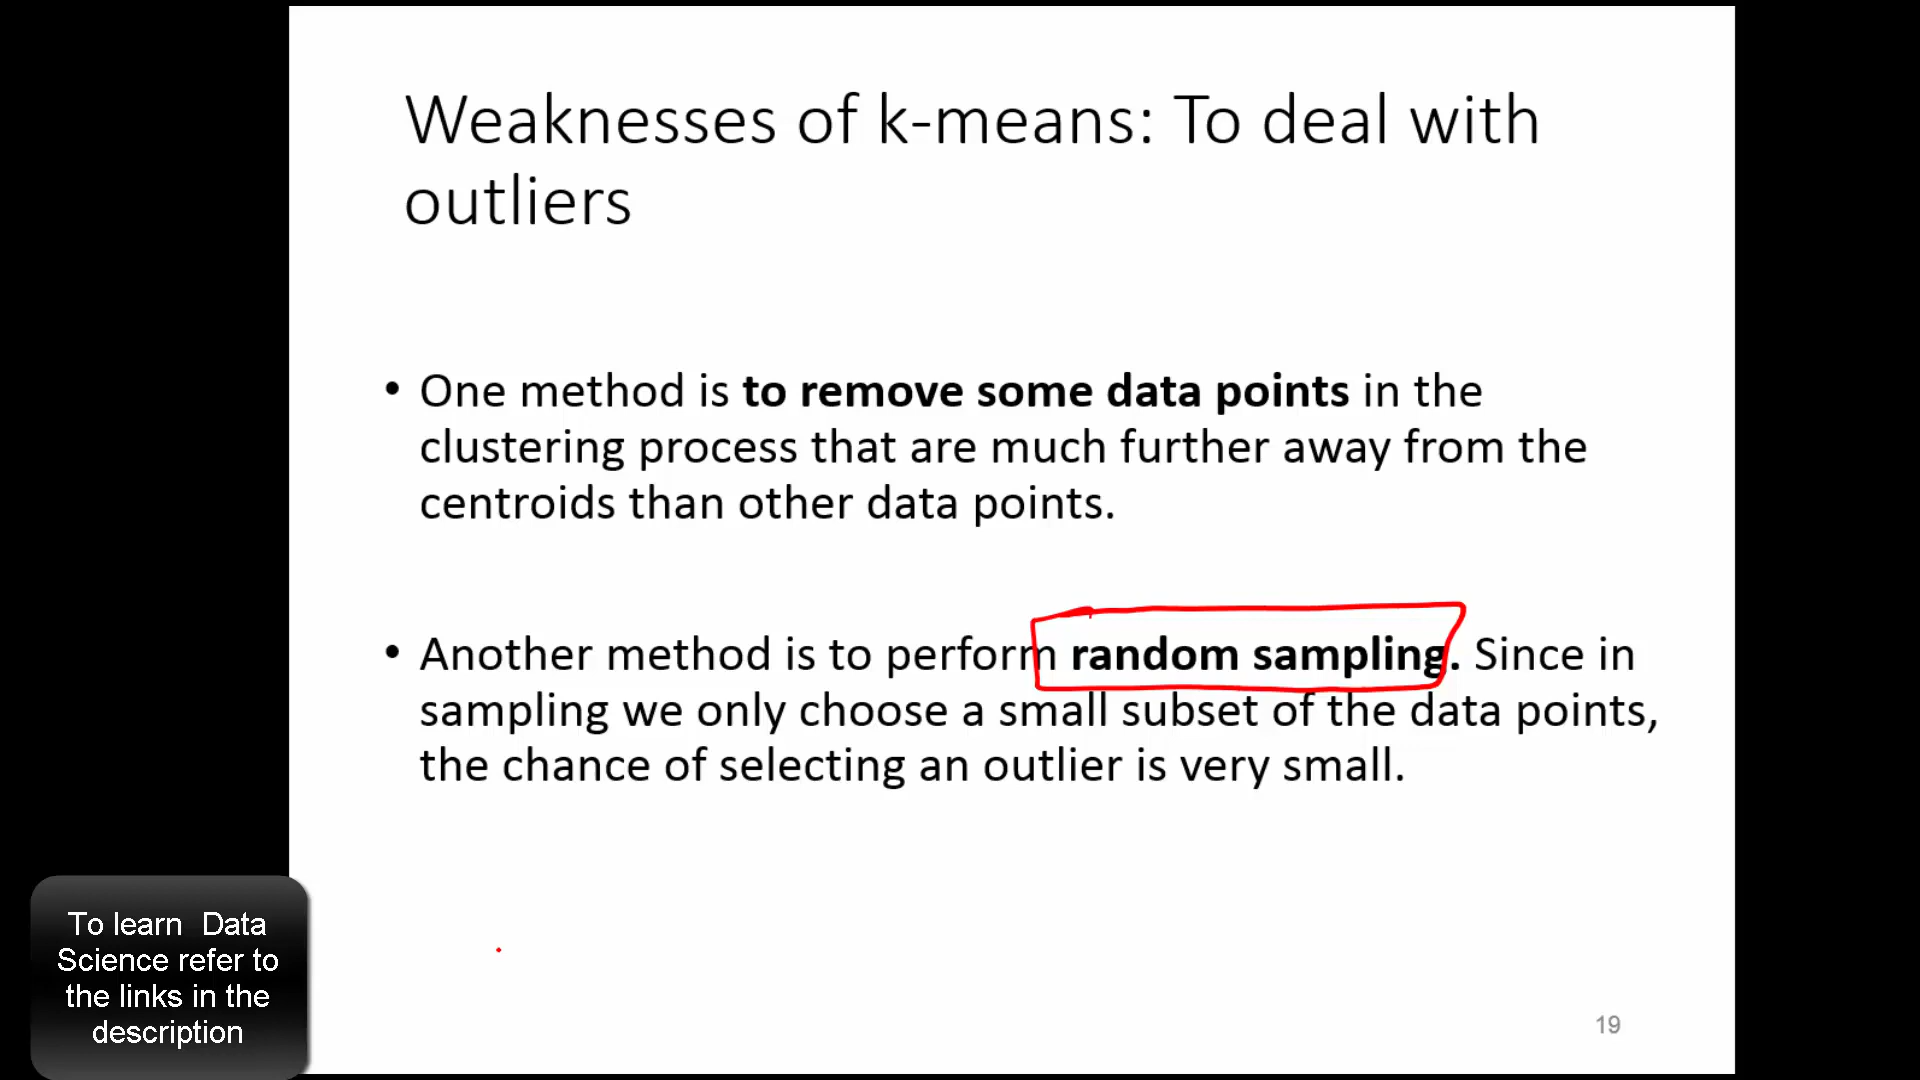 Weaknesses of k-means: To deal with
outliers
• One method is to remove some data points in the
clustering process that are much further away from the
centroids than other data points.
• Another method is to perform random sampling. Since in
sampling we only choose a small subset of the data points,
the chance of selecting an outlier is very small.
To learn  Data
Science refer to
the links in the
description
19